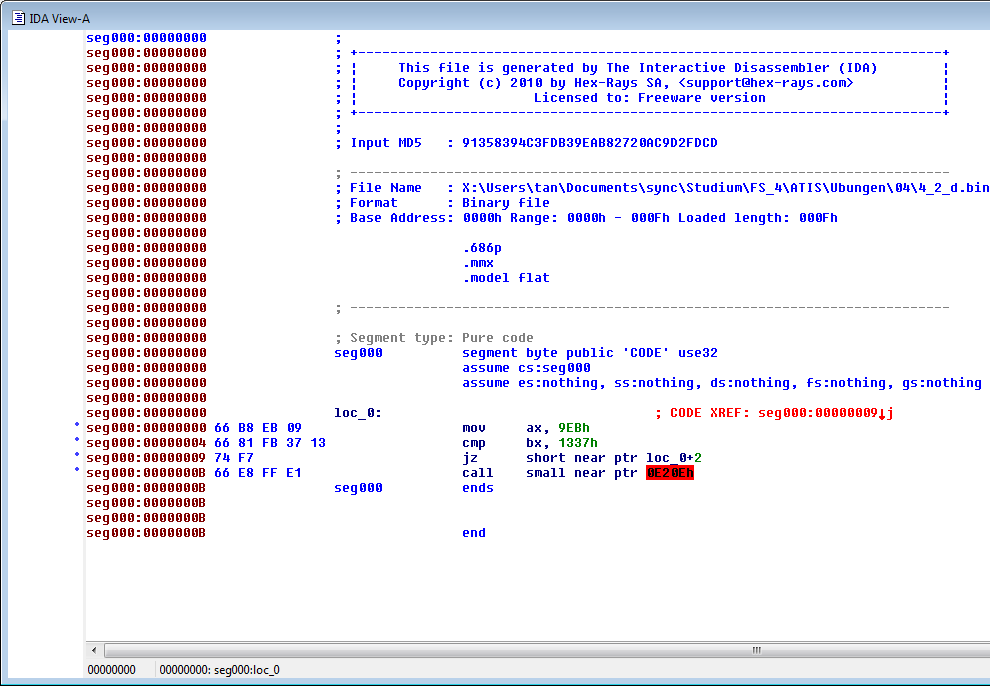 IDA View-A
seg000:00000000 ;
seg000:00000000 ; +-------------------------------------------------------------------------+
seg000:00000000 ; ¦ This file is generated by The Interactive Disassembler (IDA) ¦
seg000:00000000 ; ¦ Copyright (c) 2010 by Hex-Rays SA, <support@hex-rays.com> ¦
seg000:00000000 ; ¦ Licensed to: Freeware version ¦
seg000:00000000 ; +-------------------------------------------------------------------------+
seg000:00000000 ;
seg000:00000000 ; Input MD5 : 91358394C3FDB39EAB82720AC9D2FDCD
seg000:00000000
seg000:00000000 ; ---------------------------------------------------------------------------
seg000:00000000 ; File Name : X:\Users\tan\Documents\sync\Studium\FS_4\ATIS\Übungen\04\4_2_d.bin
seg000:00000000 ; Format : Binary file
seg000:00000000 ; Base Address: 0000h Range: 0000h - 000Fh Loaded length: 000Fh
seg000:00000000
seg000:00000000 .686p
seg000:00000000 .mmx
seg000:00000000 .model flat
seg000:00000000
seg000:00000000 ; ---------------------------------------------------------------------------
seg000:00000000
seg000:00000000 ; Segment type: Pure code
seg000:00000000 seg000 segment byte public 'CODE' use32
seg000:00000000 assume cs:seg000
seg000:00000000 assume es:nothing, ss:nothing, ds:nothing, fs:nothing, gs:nothing
seg000:00000000
seg000:00000000 loc_0: ; CODE XREF: seg000:00000009↓j
seg000:00000000 66 B8 EB 09 mov ax, 9EBh
seg000:00000004 66 81 FB 37 13 cmp bx, 1337h
seg000:00000009 74 F7 jz short near ptr loc_0+2
seg000:0000000B 66 E8 FF E1 call small near ptr 0E20Eh
seg000:0000000B seg000 ends
seg000:0000000B
seg000:0000000B
seg000:0000000B end
00000000 00000000: seg000:loc_0